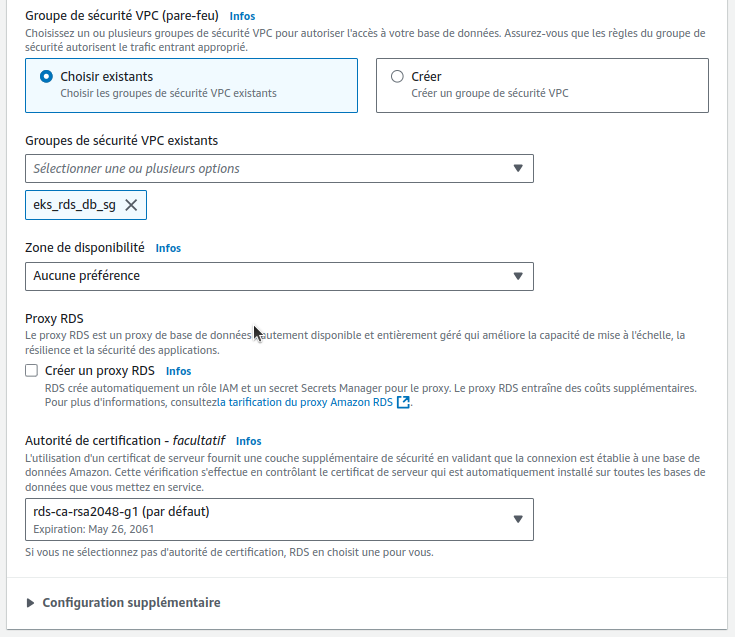 Groupe de sécurité VPC (pare-feu) Infos
Choisissez un ou plusieurs groupes de sécurité VPC pour autoriser l'accès à votre base de données. Assurez-vous que les règles du groupe de
sécurité autorisent le trafic entrant approprié.
Choisir existants
Choisir les groupes de sécurité VPC existants
Créer
Créer un groupe de sécurité VPC
Groupes de sécurité VPC existants
Sélectionner une ou plusieurs options
eks_rds_db_sg
Zone de disponibilité Infos
Aucune préférence
Proxy RDS
Le proxy RDS est un proxy de base de données hautement disponible et entièrement géré qui améliore la capacité de mise à l'échelle, la
résilience et la sécurité des applications.
Créer un proxy RDS Infos
RDS crée automatiquement un rôle IAM et un secret Secrets Manager pour le proxy. Le proxy RDS entraîne des coûts supplémentaires.
Pour plus d'informations, consultezla tarification du proxy Amazon RDS.
Autorité de certification - facultatif Infos
L'utilisation d'un certificat de serveur fournit une couche supplémentaire de sécurité en validant que la connexion est établie à une base de
données Amazon. Cette vérification s'effectue en contrôlant le certificat de serveur qui est automatiquement installé sur toutes les bases de
données que vous mettez en service.
rds-ca-rsa2048-g1 (par défaut)
Expiration: May 26, 2061
Si vous ne sélectionnez pas d'autorité de certification, RDS en choisit une pour vous.
Configuration supplémentaire